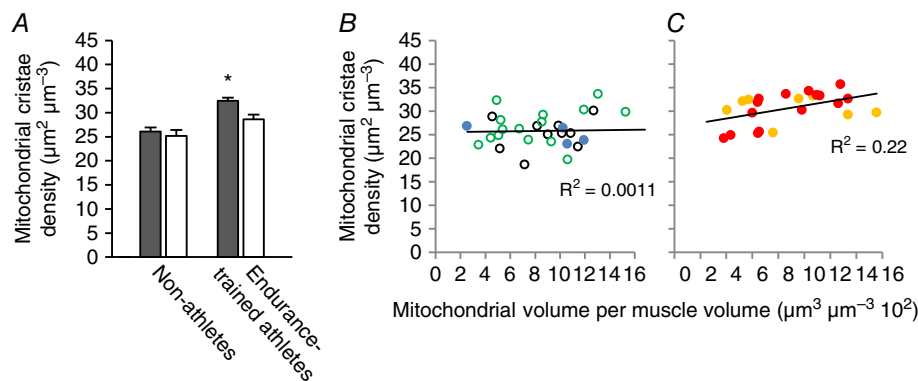 A
Mitochondrial cristae
density (µm² µm⁻³)
45
40
35
30
25
20
15
10
5
0
*
Non-athletes
Endurance-
trained athletes
B
Mitochondrial cristae
density (µm² µm⁻³)
45
40
35
30
25
20
15
10
5
0
R² = 0.0011
0 2 4 6 8 10 12 14 16
C
R² = 0.22
0 2 4 6 8 10 12 14 16
Mitochondrial volume per muscle volume (µm³ µm⁻³ 10²)